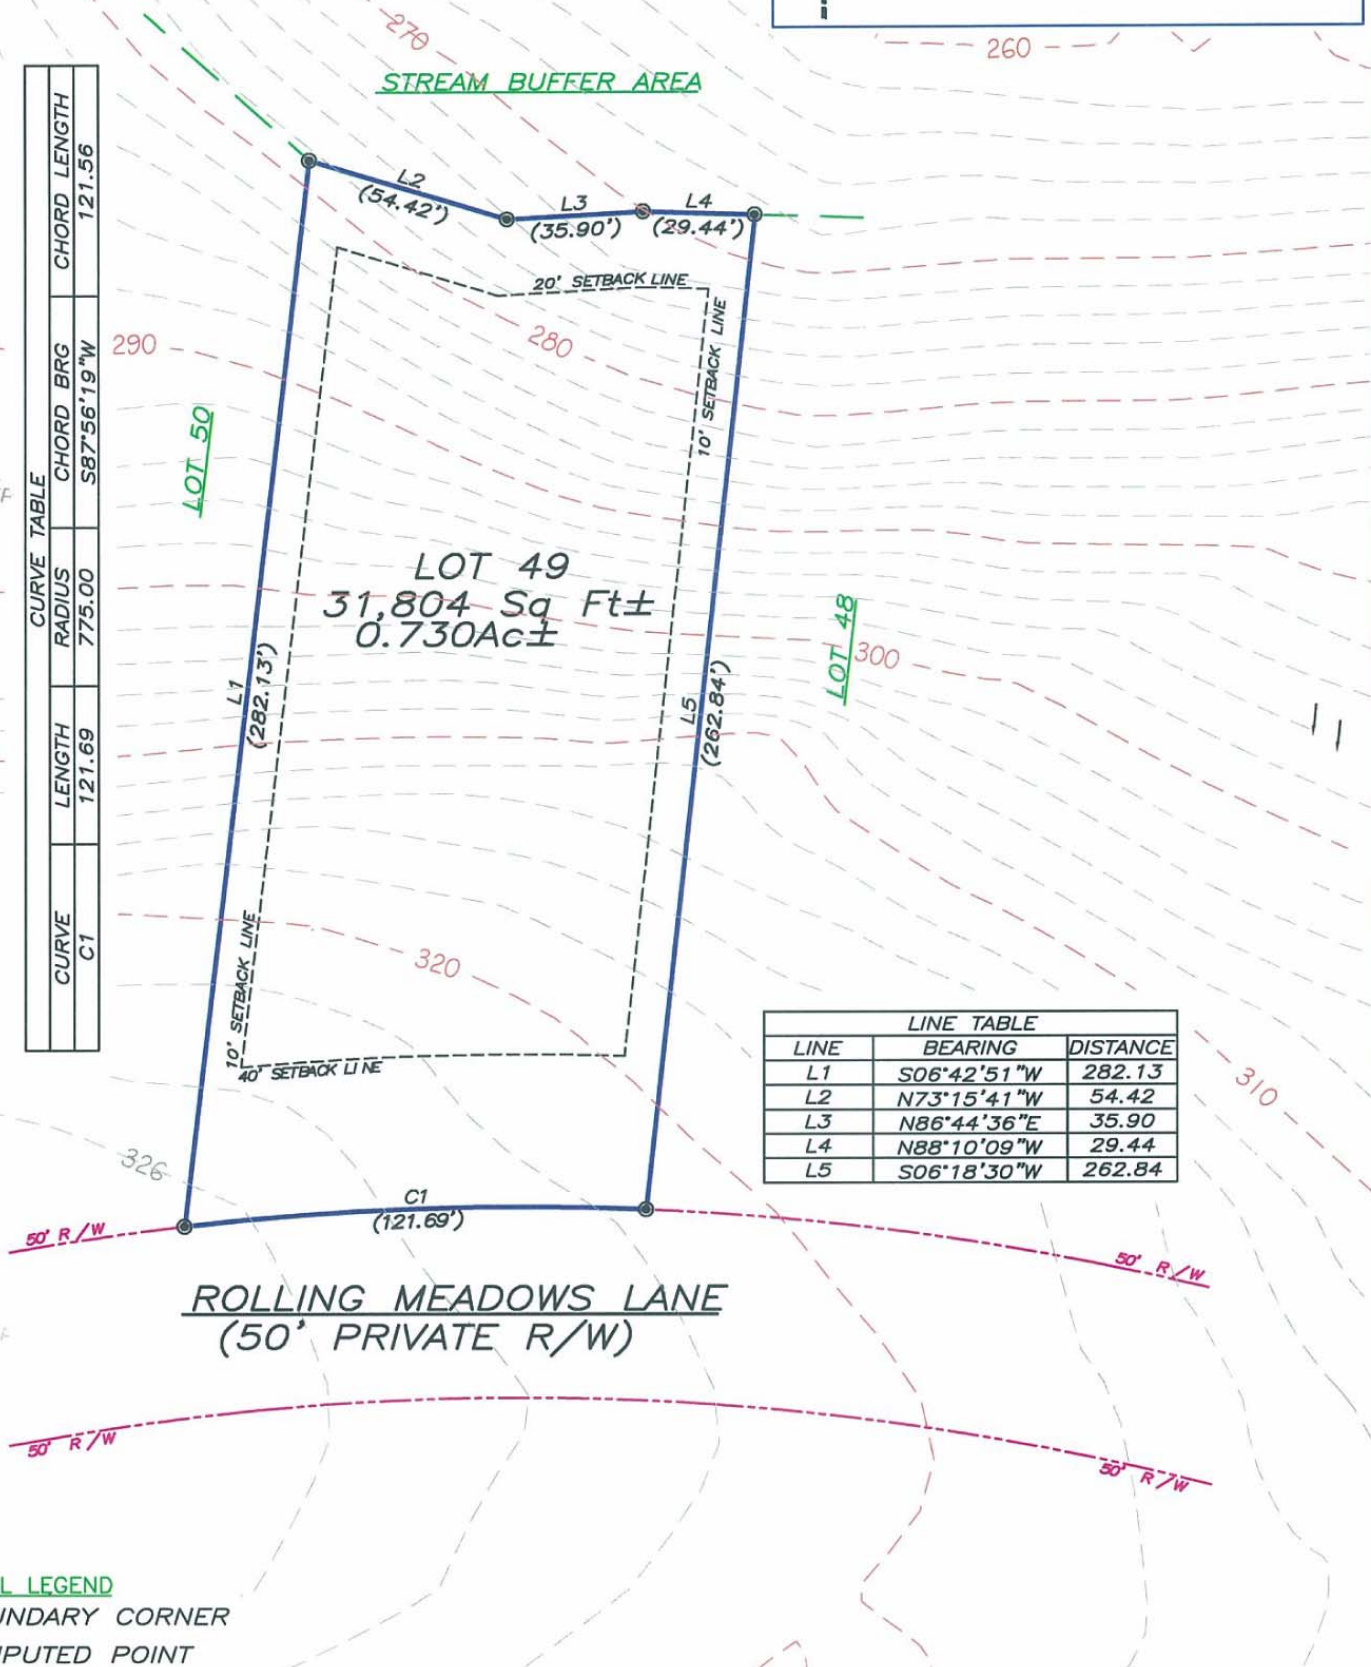 270
260
STREAM BUFFER AREA
CURVE TABLE
CURVE LENGTH RADIUS CHORD BRG CHORD LENGTH
C1 121.69 775.00 S87°56'19"W 121.56
L2
(54.42')
L3
(35.90')
L4
(29.44')
20' SETBACK LINE
10' SETBACK LINE
290
280
LOT 50
LOT 49
31,804 Sq Ft±
0.730Ac±
LOT 48
300
L1
(282.13')
L5
(262.84')
10' SETBACK LINE
320
40' SETBACK LINE
LINE TABLE
LINE BEARING DISTANCE
L1 S06°42'51"W 282.13
L2 N73°15'41"W 54.42
L3 N86°44'36"E 35.90
L4 N88°10'09"W 29.44
L5 S06°18'30"W 262.84
310
326
C1
(121.69')
50' R/W
50' R/W
ROLLING MEADOWS LANE
(50' PRIVATE R/W)
50' R/W
50' R/W
L LEGEND
UNDARY CORNER
PUTED POINT